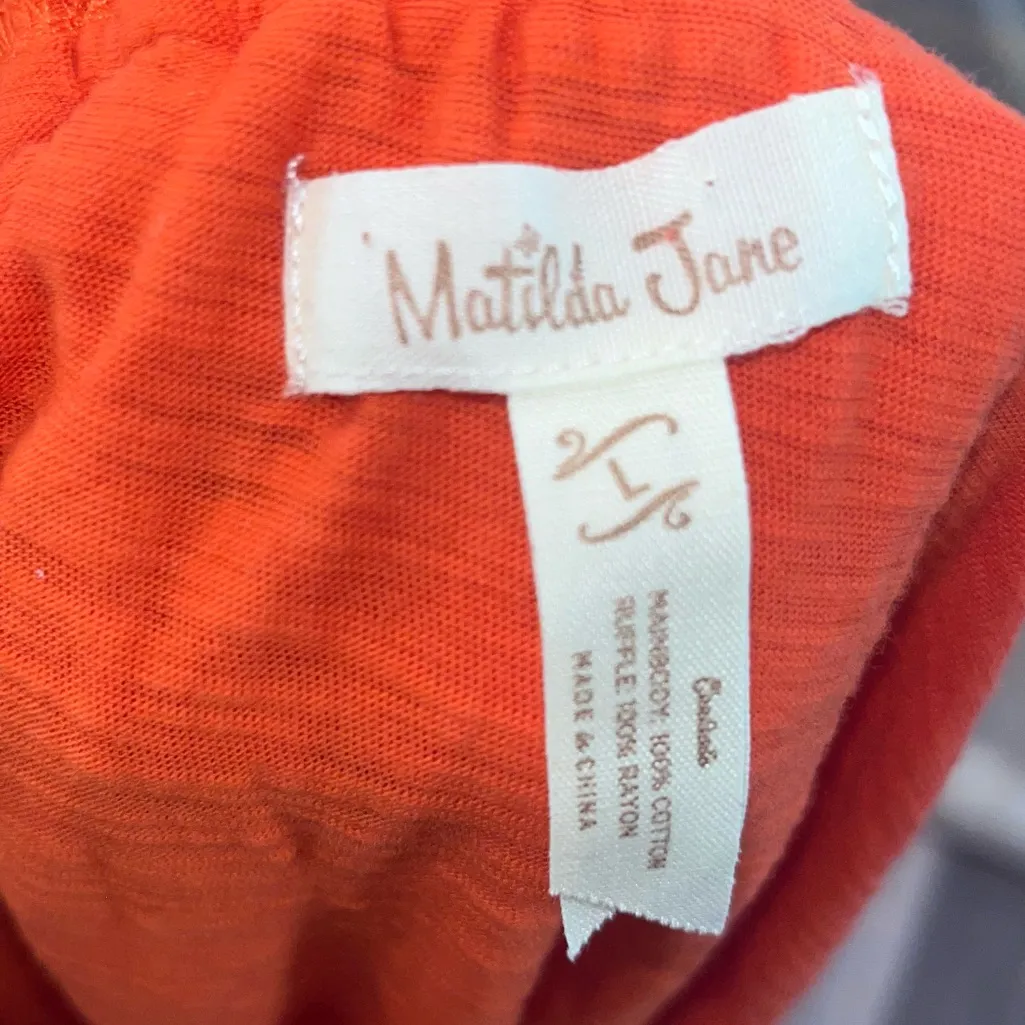 Matilda Jane
L
MAINBODY: 100% COTTON
RUFFLE: 100% RAYON
MADE in CHINA